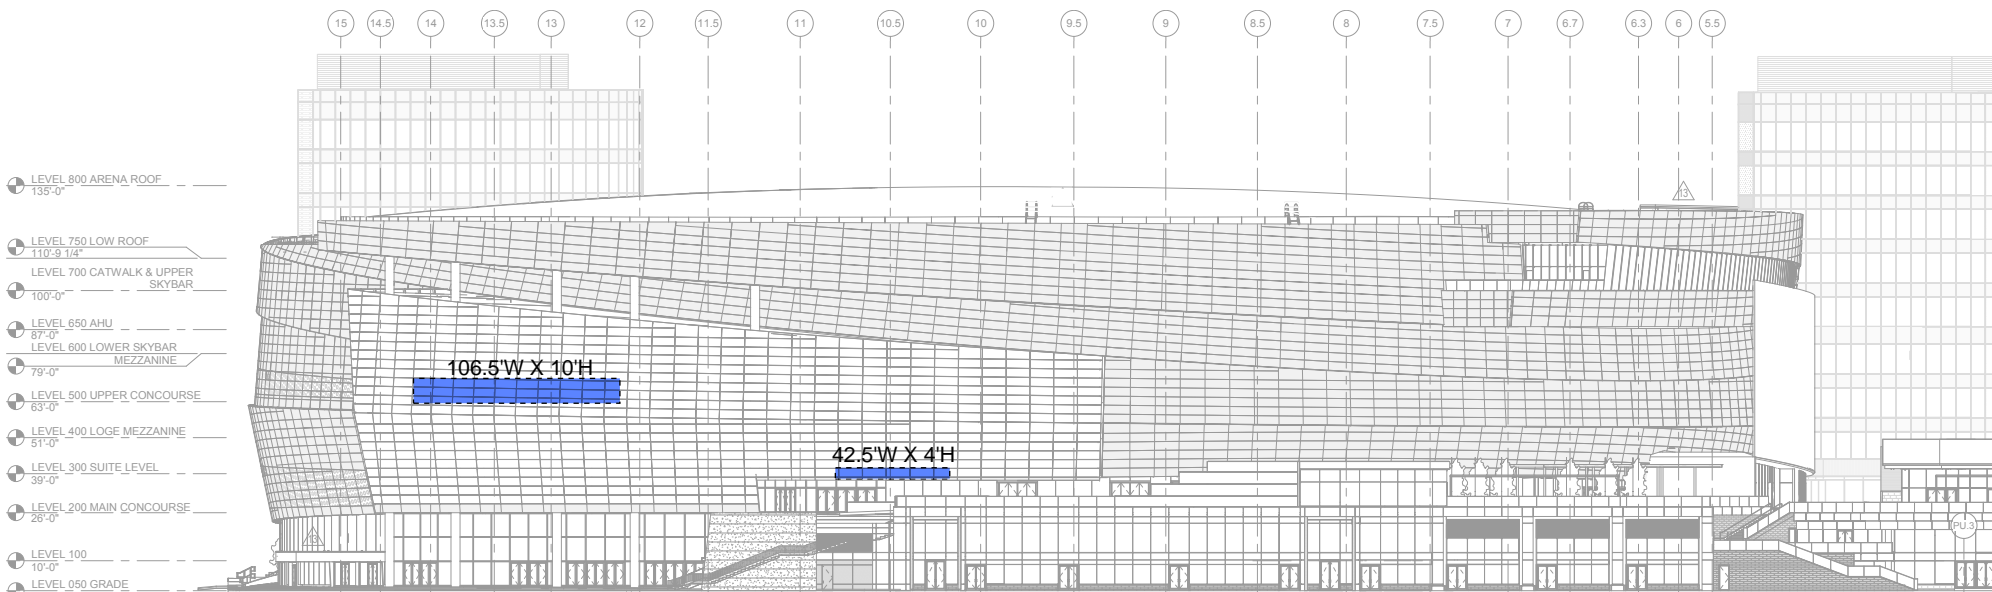 15
14.5
14
13.5
13
12
11.5
11
10.5
10
9.5
9
8.5
8
7.5
7
6.7
6.3
6
5.5
LEVEL 800 ARENA ROOF
135'-0"
13
LEVEL 750 LOW ROOF
110'-9 1/4"
LEVEL 700 CATWALK & UPPER
SKYBAR
100'-0"
LEVEL 650 AHU
87'-0"
LEVEL 600 LOWER SKYBAR
MEZZANINE
79'-0"
106.5'W X 10'H
LEVEL 500 UPPER CONCOURSE
63'-0"
LEVEL 400 LOGE MEZZANINE
51'-0"
42.5'W X 4'H
LEVEL 300 SUITE LEVEL
39'-0"
LEVEL 200 MAIN CONCOURSE
26'-0"
PU.3
13
LEVEL 100
10'-0"
LEVEL 050 GRADE